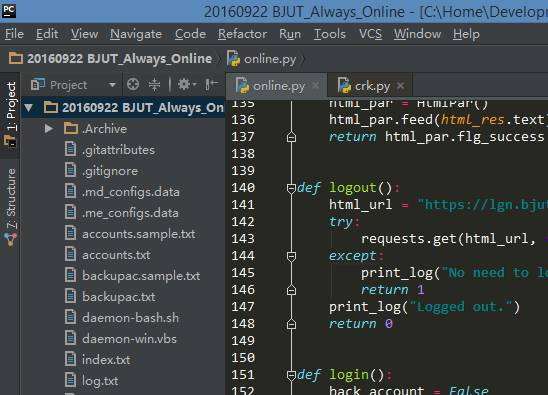 PC
20160922 BJUT_Always_Online - [C:\Home\Develop
File Edit View Navigate Code Refactor Run Tools VCS Window Help
20160922 BJUT_Always_Online online.py
Project online.py crk.py
1: Project
7: Structure
20160922 BJUT_Always_On
.Archive
.gitattributes
.gitignore
.md_configs.data
.me_configs.data
accounts.sample.txt
accounts.txt
backupac.sample.txt
backupac.txt
daemon-bash.sh
daemon-win.vbs
index.txt
log.txt
135 html_par = HtmlPar()
136 html_par.feed(html_res.text)
137 return html_par.flg_success
138
139
140 def logout():
141 html_url = "https://lgn.bjut
142 try:
143 requests.get(html_url,
144 except:
145 print_log("No need to lo
146 return 1
147 print_log("Logged out.")
148 return 0
149
150
151 def login():
152 hack_account = False